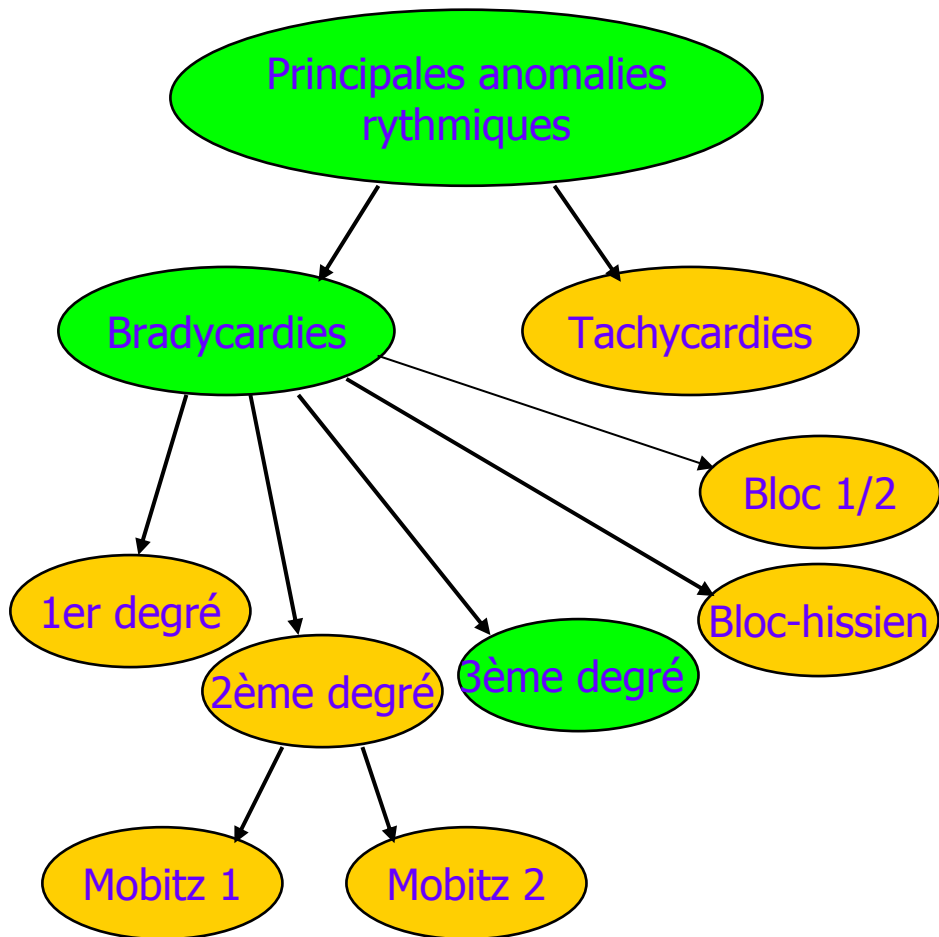 Principales anomalies
rythmiques
Bradycardies
Tachycardies
Bloc 1/2
1er degré
Bloc-hissien
2ème degré
3ème degré
Mobitz 1
Mobitz 2